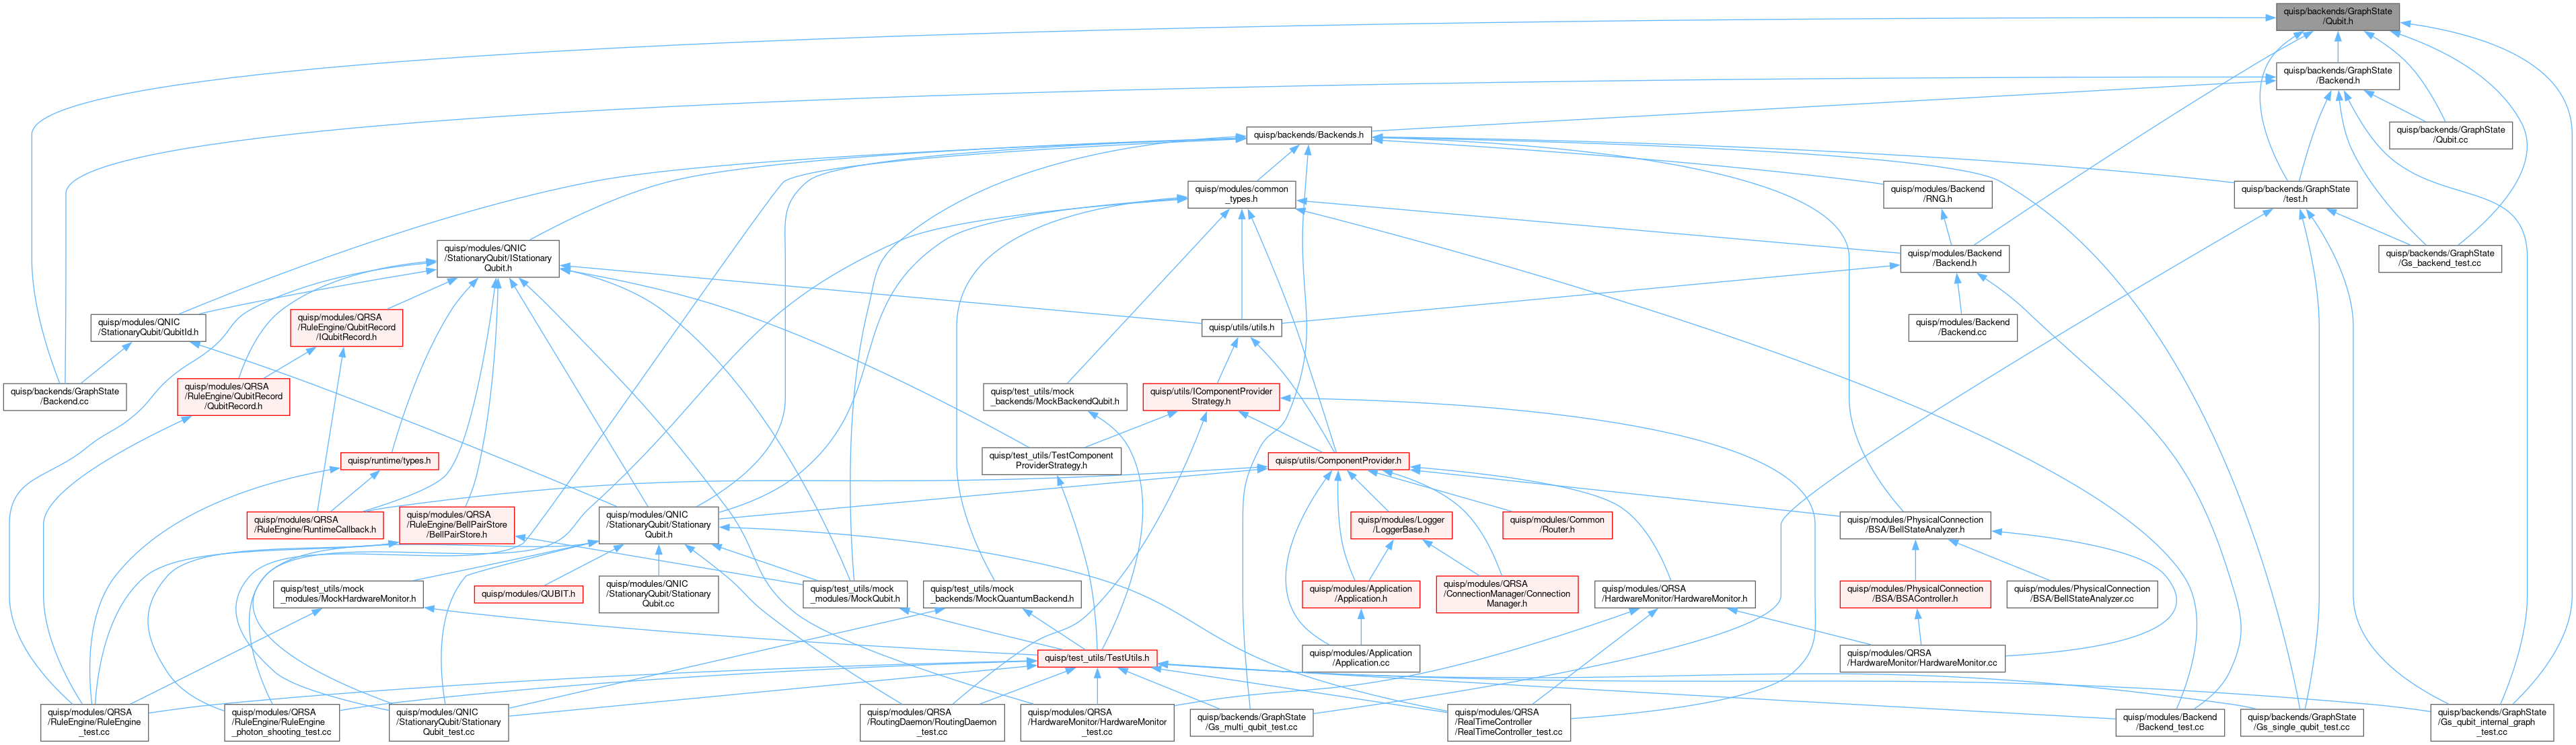 quisp/backends/GraphState
/Qubit.h
quisp/backends/GraphState
/Backend.h
quisp/backends/Backends.h
quisp/backends/GraphState
/Qubit.cc
quisp/modules/common
_types.h
quisp/modules/Backend
/RNG.h
quisp/backends/GraphState
/test.h
quisp/modules/QNIC
/StationaryQubit/IStationary
Qubit.h
quisp/modules/Backend
/Backend.h
quisp/backends/GraphState
/Gs_backend_test.cc
quisp/modules/QNIC
/StationaryQubit/QubitId.h
quisp/modules/QRSA
/RuleEngine/QubitRecord
/IQubitRecord.h
quisp/utils/utils.h
quisp/modules/Backend
/Backend.cc
quisp/backends/GraphState
/Backend.cc
quisp/modules/QRSA
/RuleEngine/QubitRecord
/QubitRecord.h
quisp/test_utils/mock
_backends/MockBackendQubit.h
quisp/utils/IComponentProvider
Strategy.h
quisp/runtime/types.h
quisp/test_utils/TestComponent
ProviderStrategy.h
quisp/utils/ComponentProvider.h
quisp/modules/QRSA
/RuleEngine/RuntimeCallback.h
quisp/modules/QRSA
/RuleEngine/BellPairStore
/BellPairStore.h
quisp/modules/QNIC
/StationaryQubit/Stationary
Qubit.h
quisp/modules/Logger
/LoggerBase.h
quisp/modules/Common
/Router.h
quisp/modules/PhysicalConnection
/BSA/BellStateAnalyzer.h
quisp/test_utils/mock
_modules/MockHardwareMonitor.h
quisp/modules/QUBIT.h
quisp/modules/QNIC
/StationaryQubit/Stationary
Qubit.cc
quisp/test_utils/mock
_modules/MockQubit.h
quisp/test_utils/mock
_backends/MockQuantumBackend.h
quisp/modules/Application
/Application.h
quisp/modules/QRSA
/ConnectionManager/Connection
Manager.h
quisp/modules/QRSA
/HardwareMonitor/HardwareMonitor.h
quisp/modules/PhysicalConnection
/BSA/BSAController.h
quisp/modules/PhysicalConnection
/BSA/BellStateAnalyzer.cc
quisp/test_utils/TestUtils.h
quisp/modules/Application
/Application.cc
quisp/modules/QRSA
/HardwareMonitor/HardwareMonitor.cc
quisp/modules/QRSA
/RuleEngine/RuleEngine
_test.cc
quisp/modules/QRSA
/RuleEngine/RuleEngine
_photon_shooting_test.cc
quisp/modules/QNIC
/StationaryQubit/Stationary
Qubit_test.cc
quisp/modules/QRSA
/RoutingDaemon/RoutingDaemon
_test.cc
quisp/modules/QRSA
/HardwareMonitor/HardwareMonitor
_test.cc
quisp/backends/GraphState
/Gs_multi_qubit_test.cc
quisp/modules/QRSA
/RealTimeController
/RealTimeController_test.cc
quisp/modules/Backend
/Backend_test.cc
quisp/backends/GraphState
/Gs_single_qubit_test.cc
quisp/backends/GraphState
/Gs_qubit_internal_graph
_test.cc